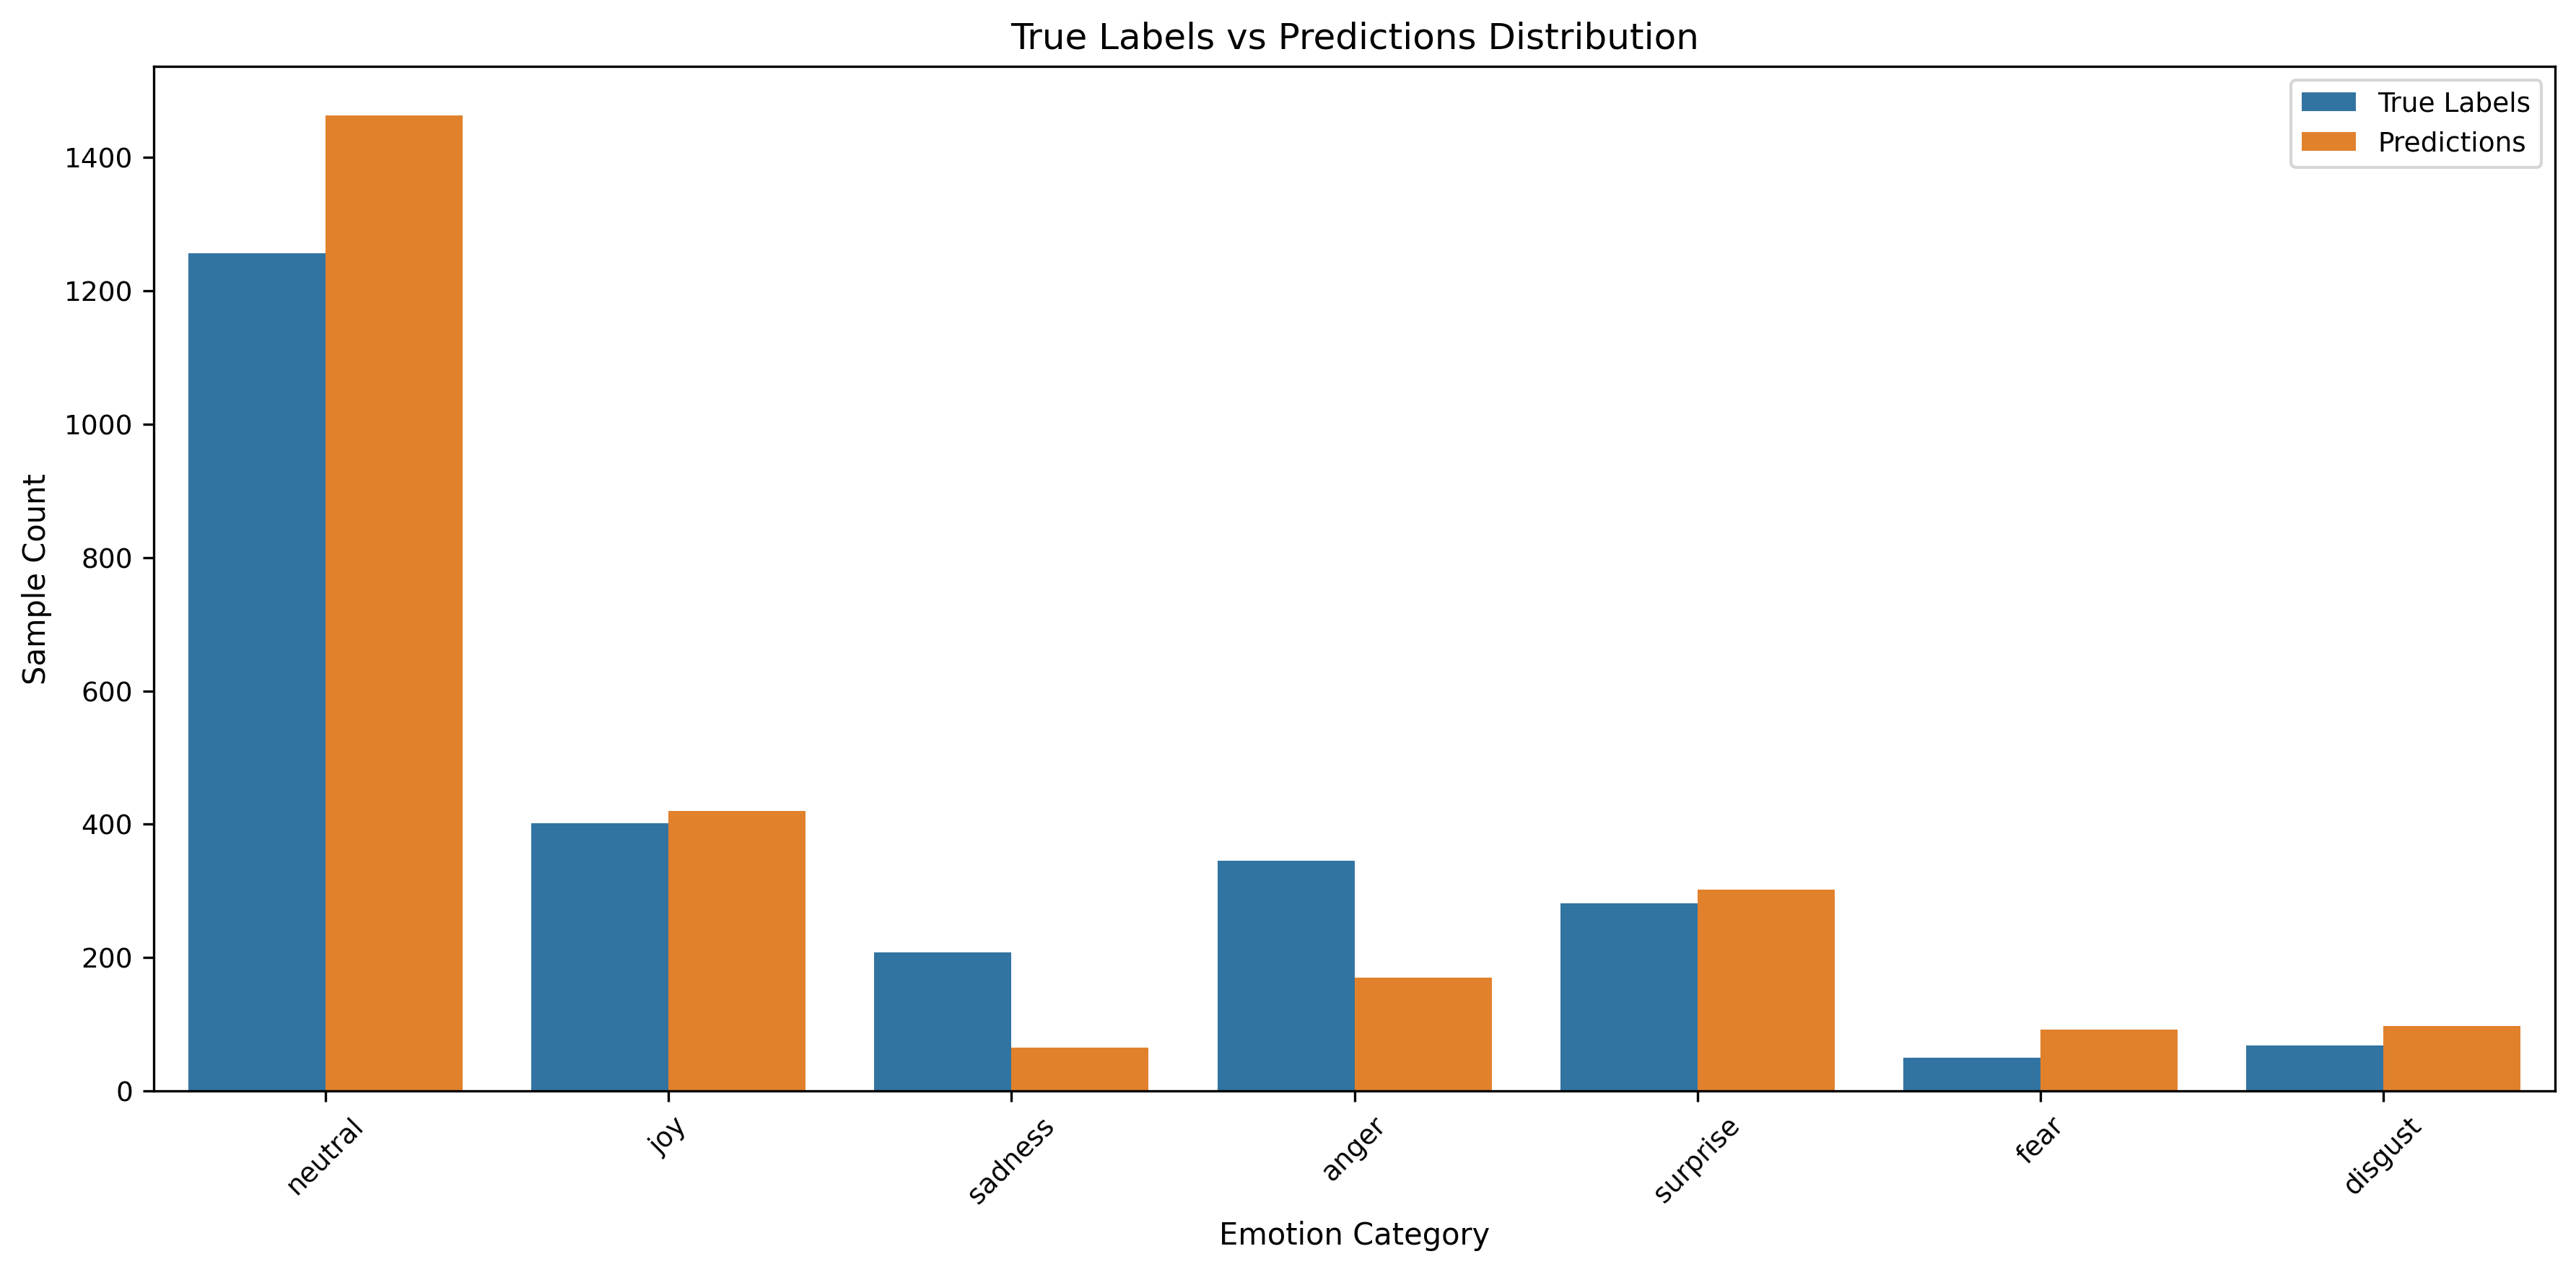 True Labels vs Predictions Distribution
True Labels
Predictions
Sample Count
1400
1200
1000
800
600
400
200
0
neutral
joy
sadness
anger
surprise
fear
disgust
Emotion Category